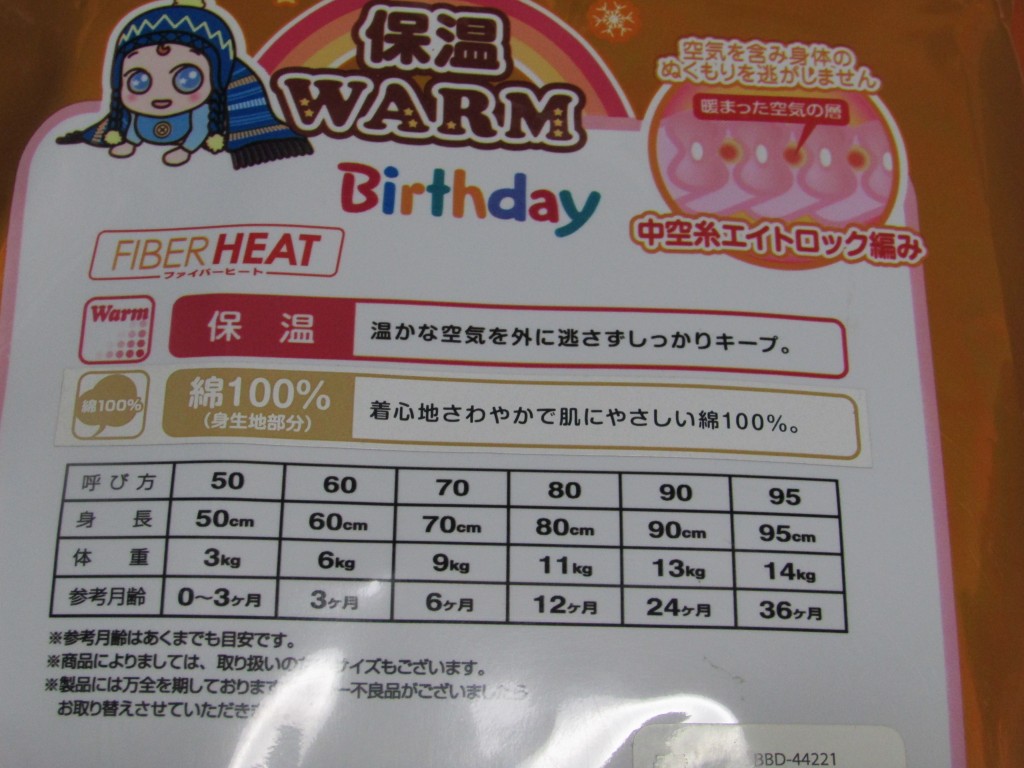 保温
WARM
Birthday
空気を含み身体の
ぬくもりを逃がしません
暖まった空気の層
中空糸エイトロック編み
FIBER HEAT
ファイバーヒート
Warm
保 温
温かな空気を外に逃さずしっかりキープ。
綿100%
綿100%
(身生地部分)
着心地さわやかで肌にやさしい綿100%。
呼び方 50 60 70 80 90 95
身 長 50cm 60cm 70cm 80cm 90cm 95cm
体 重 3kg 6kg 9kg 11kg 13kg 14kg
参考月齢 0〜3ヶ月 3ヶ月 6ヶ月 12ヶ月 24ヶ月 36ヶ月
※参考月齢はあくまでも目安です。
※商品によりましては、取り扱いの サイズもございます。
※製品には万全を期しております 一不良品がございましたら
お取り替えさせていただき
BBD-44221